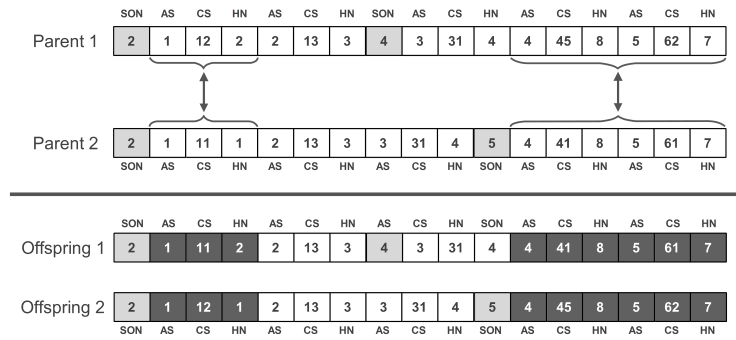 SON AS CS HN AS CS HN SON AS CS HN AS CS HN AS CS HN
Parent 1 2 1 12 2 2 13 3 4 3 31 4 4 45 8 5 62 7
Parent 2 2 1 11 1 2 13 3 3 31 4 5 4 41 8 5 61 7
SON AS CS HN AS CS HN AS CS HN SON AS CS HN AS CS HN
SON AS CS HN AS CS HN AS CS HN SON AS CS HN AS CS HN
Offspring 1 2 1 11 2 2 13 3 4 3 31 4 4 41 8 5 61 7
Offspring 2 2 1 12 1 2 13 3 3 31 4 5 4 45 8 5 62 7
SON AS CS HN AS CS HN AS CS HN SON AS CS HN AS CS HN